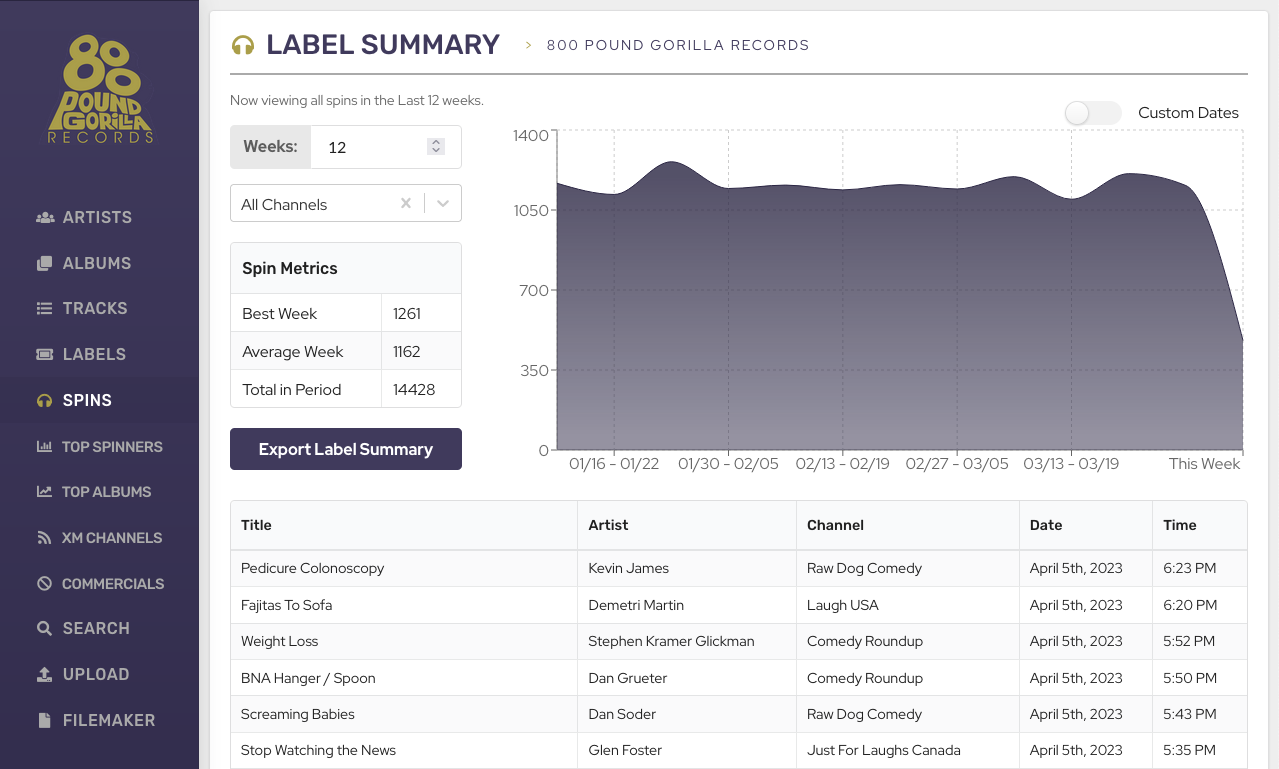 800
POUND
GORILLA
RECORDS
ARTISTS
ALBUMS
TRACKS
LABELS
SPINS
TOP SPINNERS
TOP ALBUMS
XM CHANNELS
COMMERCIALS
SEARCH
UPLOAD
FILEMAKER
LABEL SUMMARY > 800 POUND GORILLA RECORDS
Now viewing all spins in the Last 12 weeks.
Weeks: 12
All Channels
Spin Metrics
Best Week 1261
Average Week 1162
Total in Period 14428
Export Label Summary
Custom Dates
1400
1050
700
350
0
01/16 - 01/22 01/30 - 02/05 02/13 - 02/19 02/27 - 03/05 03/13 - 03/19 This Week
Title Artist Channel Date Time
Pedicure Colonoscopy Kevin James Raw Dog Comedy April 5th, 2023 6:23 PM
Fajitas To Sofa Demetri Martin Laugh USA April 5th, 2023 6:20 PM
Weight Loss Stephen Kramer Glickman Comedy Roundup April 5th, 2023 5:52 PM
BNA Hanger / Spoon Dan Grueter Comedy Roundup April 5th, 2023 5:50 PM
Screaming Babies Dan Soder Raw Dog Comedy April 5th, 2023 5:43 PM
Stop Watching the News Glen Foster Just For Laughs Canada April 5th, 2023 5:35 PM